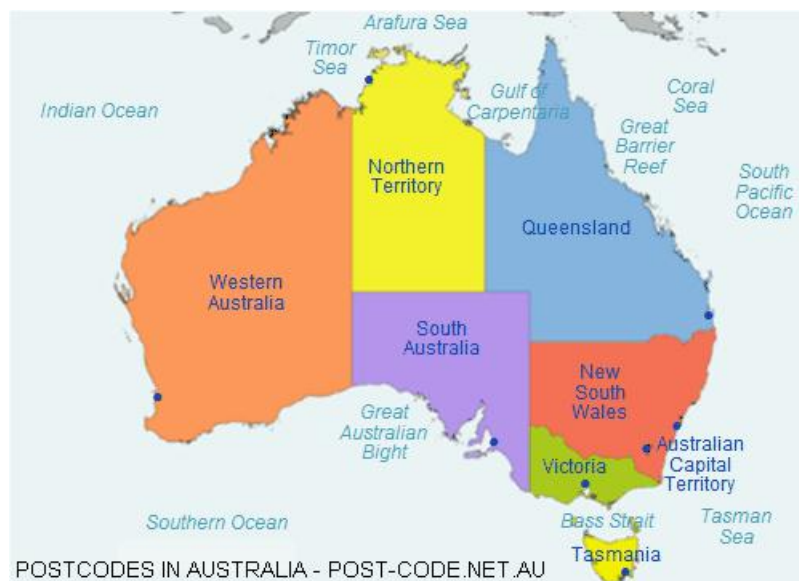 Arafura Sea
Timor
Sea
Indian Ocean
Gulf of
Carpentaria
Coral
Sea
Great
Barrier
Reef
South
Pacific
Ocean
Northern
Territory
Queensland
Western
Australia
South
Australia
New
South
Wales
Great
Australian
Bight
Victoria
Australian
Capital
Territory
Southern Ocean
Bass Strait
Tasman
Sea
Tasmania
POSTCODES IN AUSTRALIA - POST-CODE.NET.AU